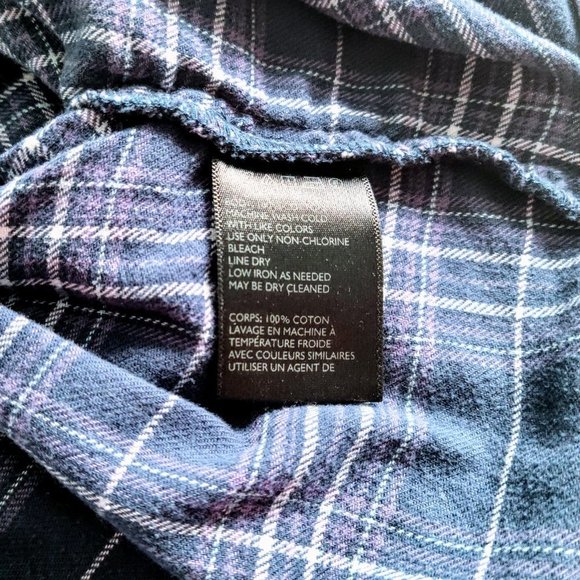 MACHINE WASH COLD
WITH LIKE COLORS
USE ONLY NON-CHLORINE
BLEACH
LINE DRY
LOW IRON AS NEEDED
MAY BE DRY CLEANED
CORPS: 100% COTON
LAVAGE EN MACHINE À
TEMPÉRATURE FROIDE
AVEC COULEURS SIMILAIRES
UTILISER UN AGENT DE